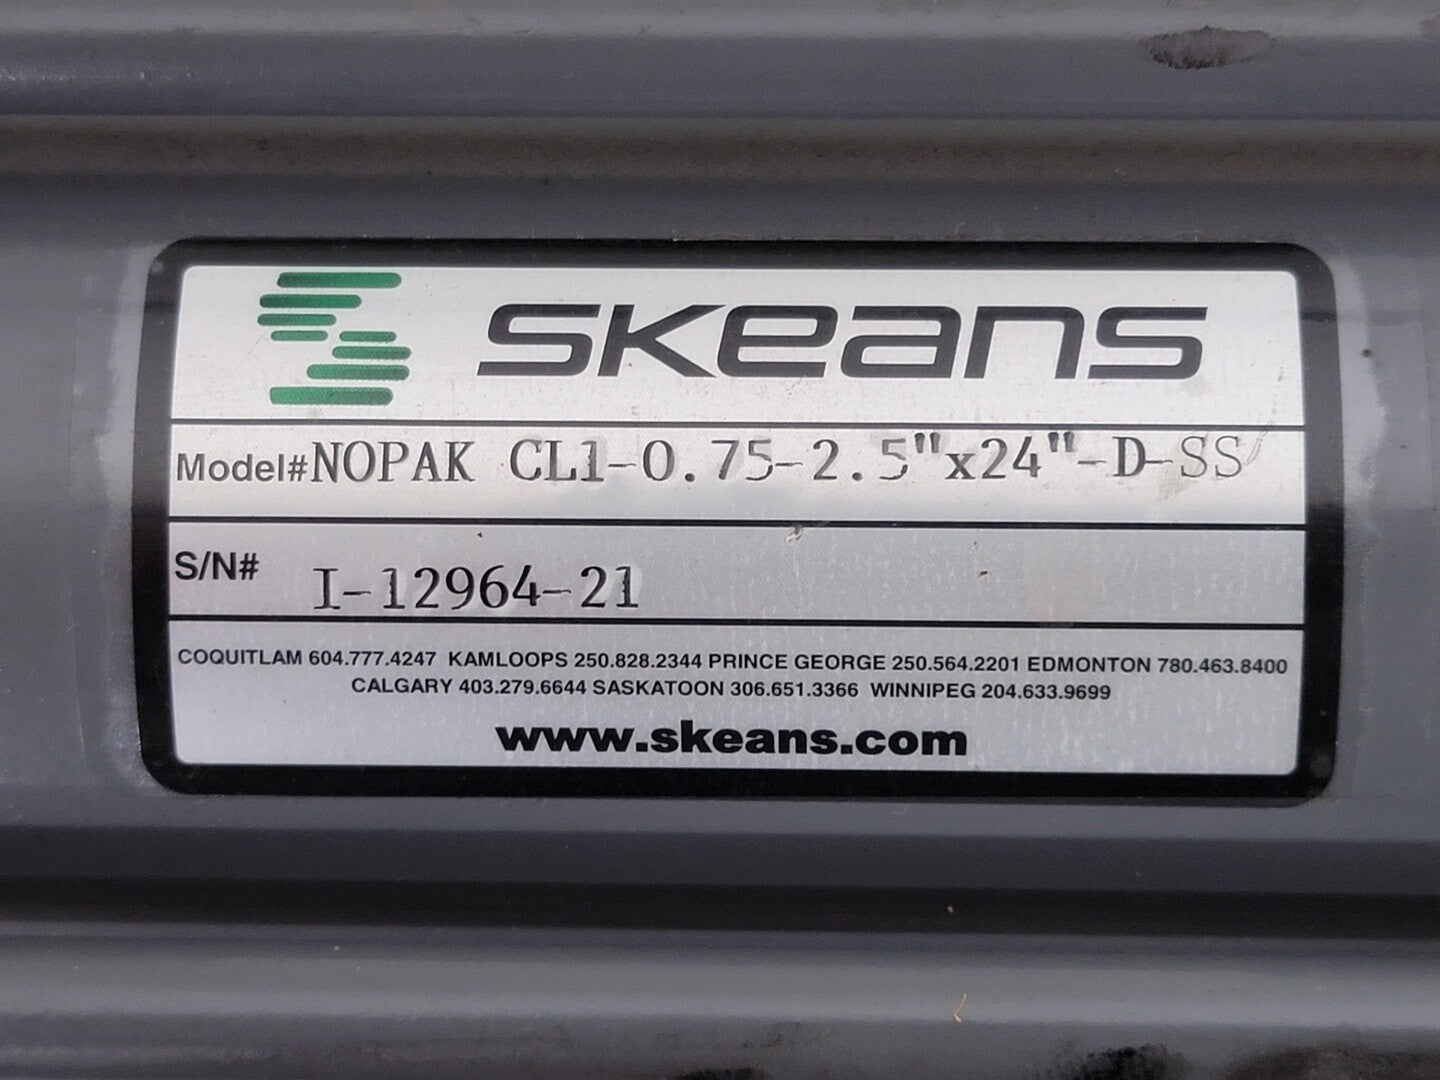 SKeans
Model# NOPAK CL1-0.75-2.5"x24"-D-SS
S/N# I-12964-21
COQUITLAM 604.777.4247 KAMLOOPS 250.828.2344 PRINCE GEORGE 250.564.2201 EDMONTON 780.463.8400
CALGARY 403.279.6644 SASKATOON 306.651.3366 WINNIPEG 204.633.9699
www.skeans.com